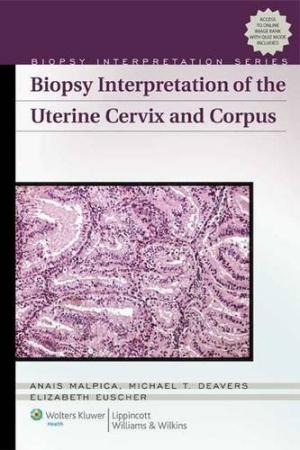 ACCESS
TO ONLINE
IMAGE BANK
WITH QUIZ MODE
INCLUDED
BIOPSY INTERPRETATION SERIES
Biopsy Interpretation of the
Uterine Cervix and Corpus
ANAIS MALPICA, MICHAEL T. DEAVERS
ELIZABETH EUSCHER
Wolters Kluwer
Health
Lippincott
Williams & Wilkins